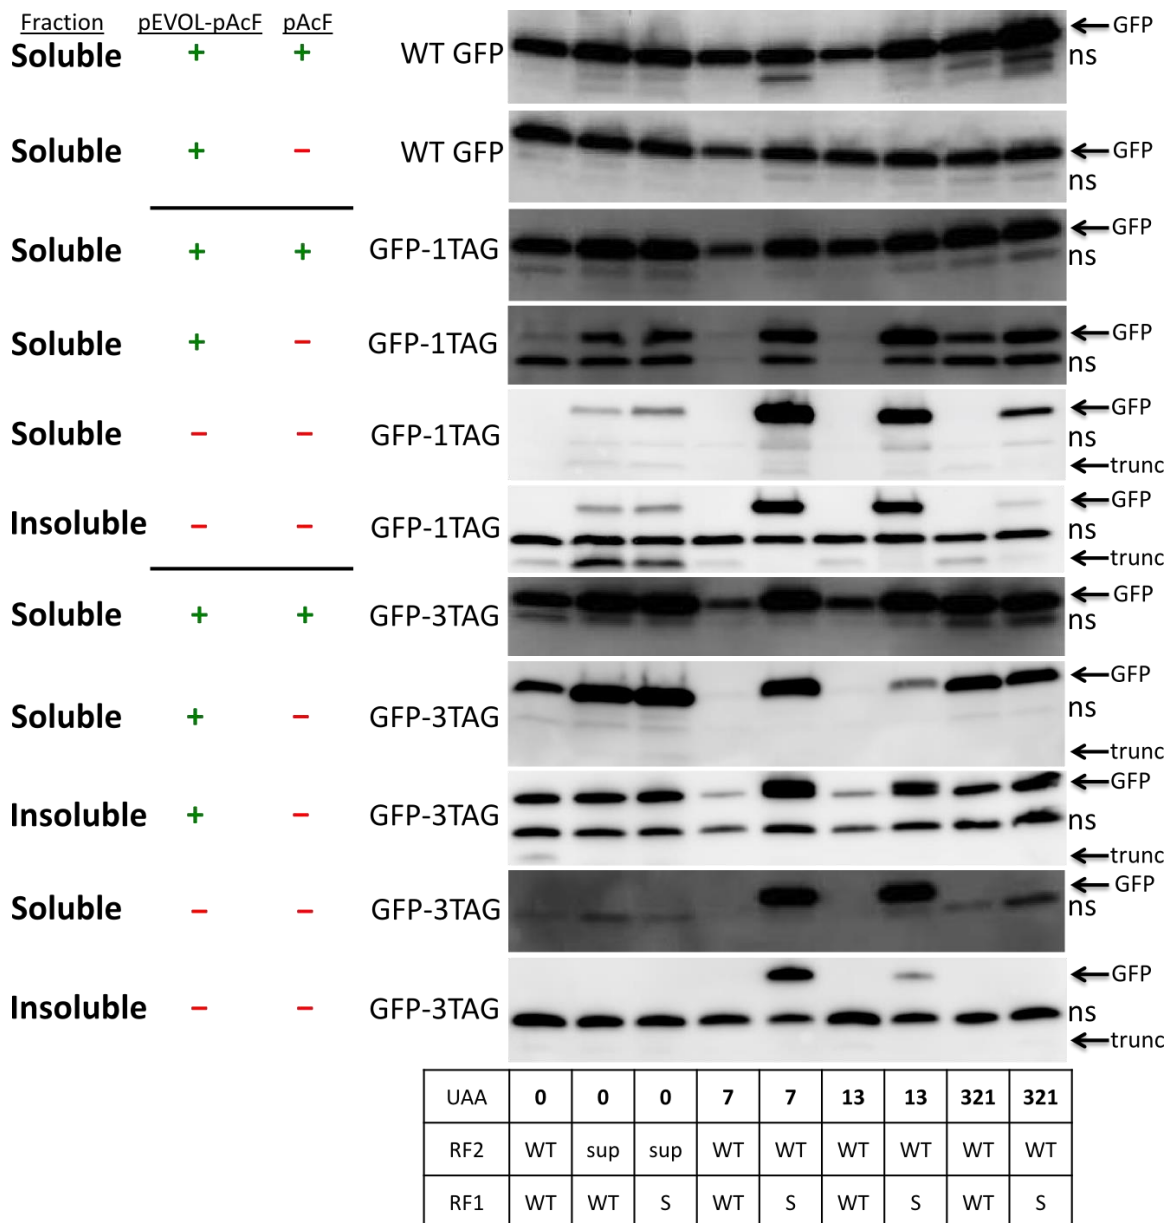 Fraction pEVOL-pAcF pAcF
Soluble + + WT GFP GFP ns
Soluble + – WT GFP GFP ns
Soluble + + GFP-1TAG GFP ns
Soluble + – GFP-1TAG GFP ns
Soluble – – GFP-1TAG GFP ns trunc
Insoluble – – GFP-1TAG GFP ns trunc
Soluble + + GFP-3TAG GFP ns
Soluble + – GFP-3TAG GFP ns trunc
Insoluble + – GFP-3TAG GFP ns trunc
Soluble – – GFP-3TAG GFP ns
Insoluble – – GFP-3TAG GFP ns trunc
UAA 0 0 0 7 7 13 13 321 321
RF2 WT sup sup WT WT WT WT WT WT
RF1 WT WT S WT S WT S WT S